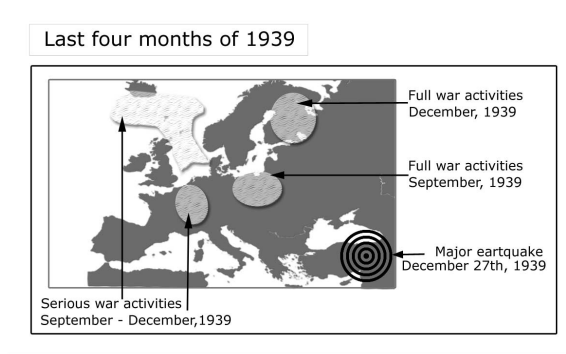 Last four months of 1939
Full war activities
December, 1939
Full war activities
September, 1939
Major eartquake
December 27th, 1939
Serious war activities
September - December,1939